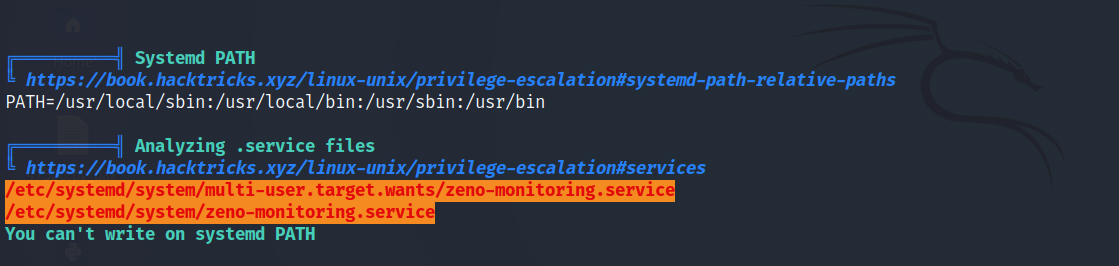 Systemd PATH
https://book.hacktricks.xyz/linux-unix/privilege-escalation#systemd-path-relative-paths
PATH=/usr/local/sbin:/usr/local/bin:/usr/sbin:/usr/bin
Analyzing .service files
https://book.hacktricks.xyz/linux-unix/privilege-escalation#services
/etc/systemd/system/multi-user.target.wants/zeno-monitoring.service
/etc/systemd/system/zeno-monitoring.service
You can't write on systemd PATH